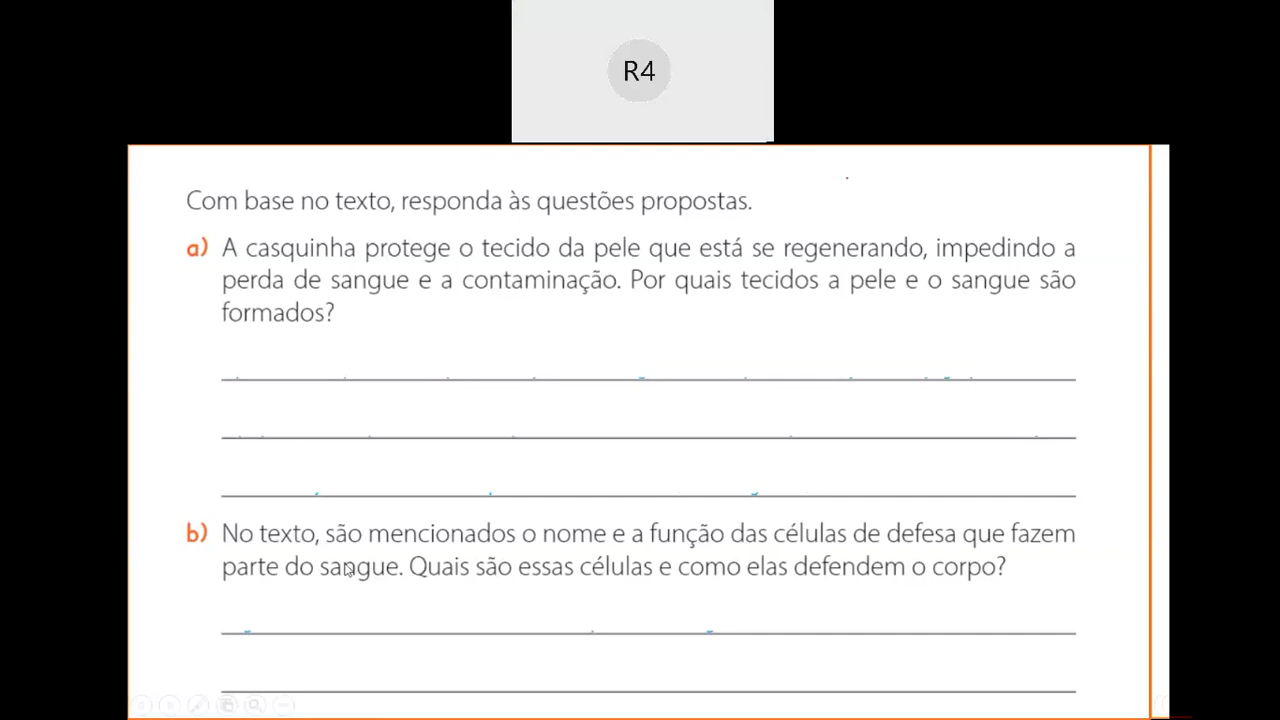 R4
Com base no texto, responda às questões propostas.
a) A casquinha protege o tecido da pele que está se regenerando, impedindo a
perda de sangue e a contaminação. Por quais tecidos a pele e o sangue são
formados?
b) No texto, são mencionados o nome e a função das células de defesa que fazem
parte do sangue. Quais são essas células e como elas defendem o corpo?